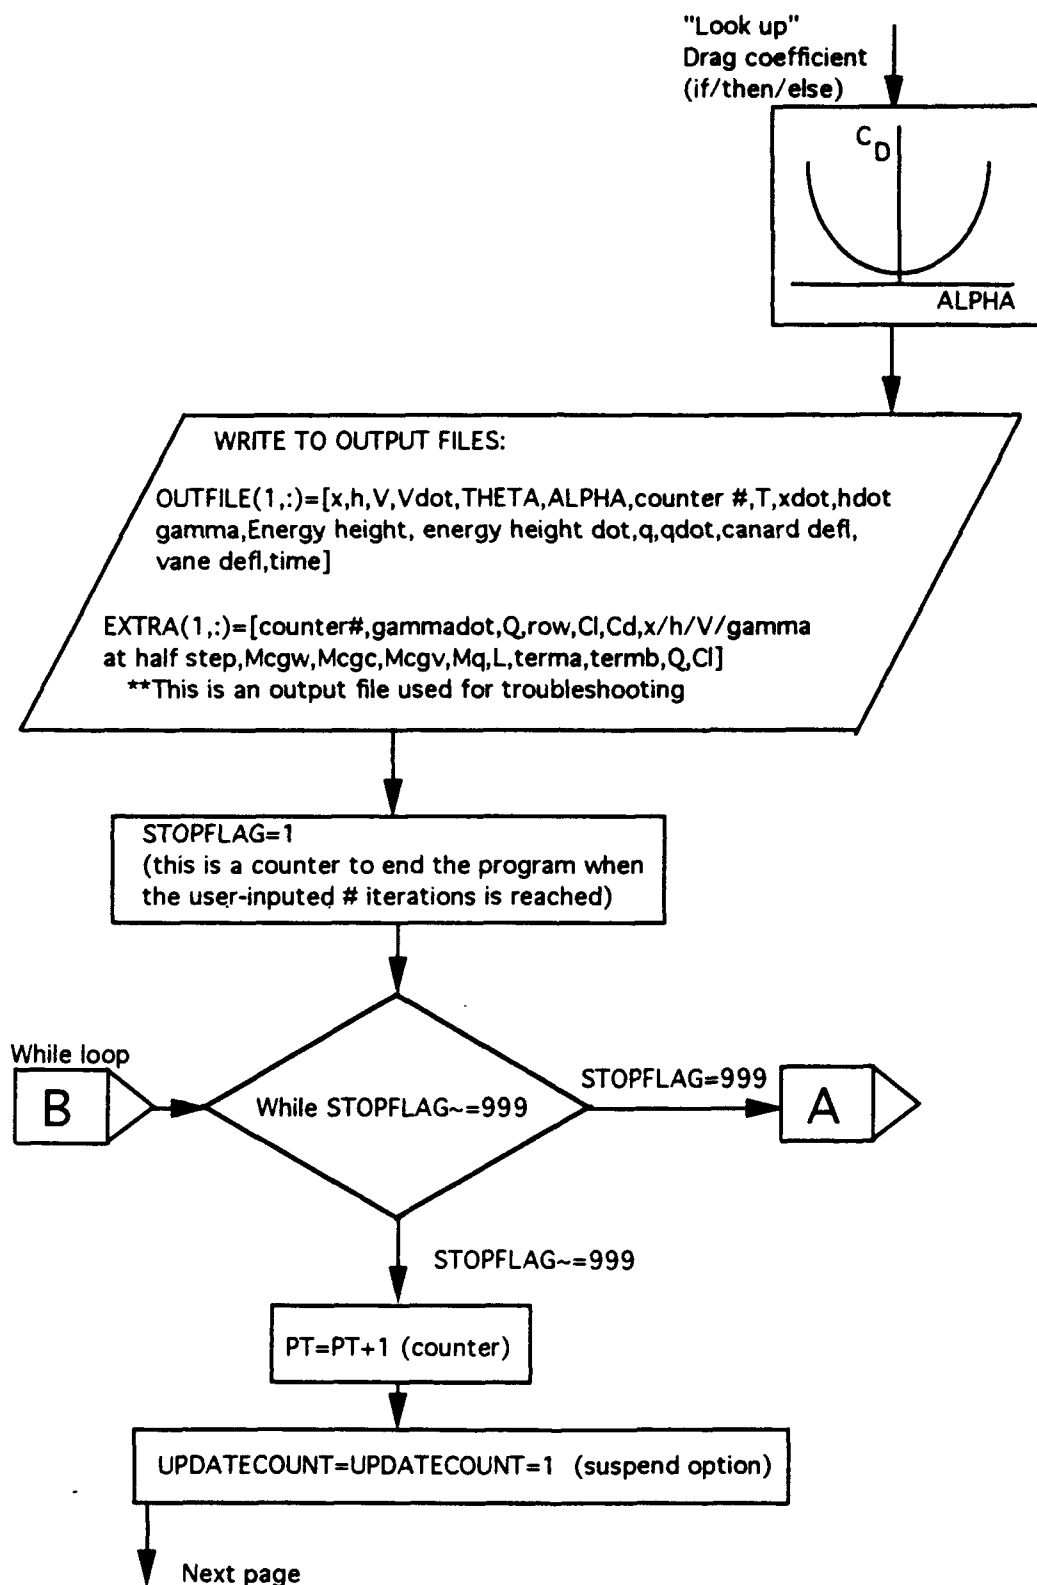 "Look up"
Drag coefficient
(if/then/else)
C D
ALPHA
WRITE TO OUTPUT FILES:
OUTFILE(1,:)=[x,h,V,Vdot,THETA,ALPHA,counter #,T,xdot,hdot
gamma,Energy height, energy height dot,q,qdot,canard defl,
vane defl,time]
EXTRA(1,:)=[counter#,gammadot,Q,row,Cl,Cd,x/h/V/gamma
at half step,Mcgw,Mcgc,Mcgv,Mq,L,terma,termb,Q,Cl]
**This is an output file used for troubleshooting
STOPFLAG=1
(this is a counter to end the program when
the user-inputed # iterations is reached)
While loop
B
While STOPFLAG~=999
STOPFLAG=999
A
STOPFLAG~=999
PT=PT+1 (counter)
UPDATECOUNT=UPDATECOUNT=1 (suspend option)
Next page